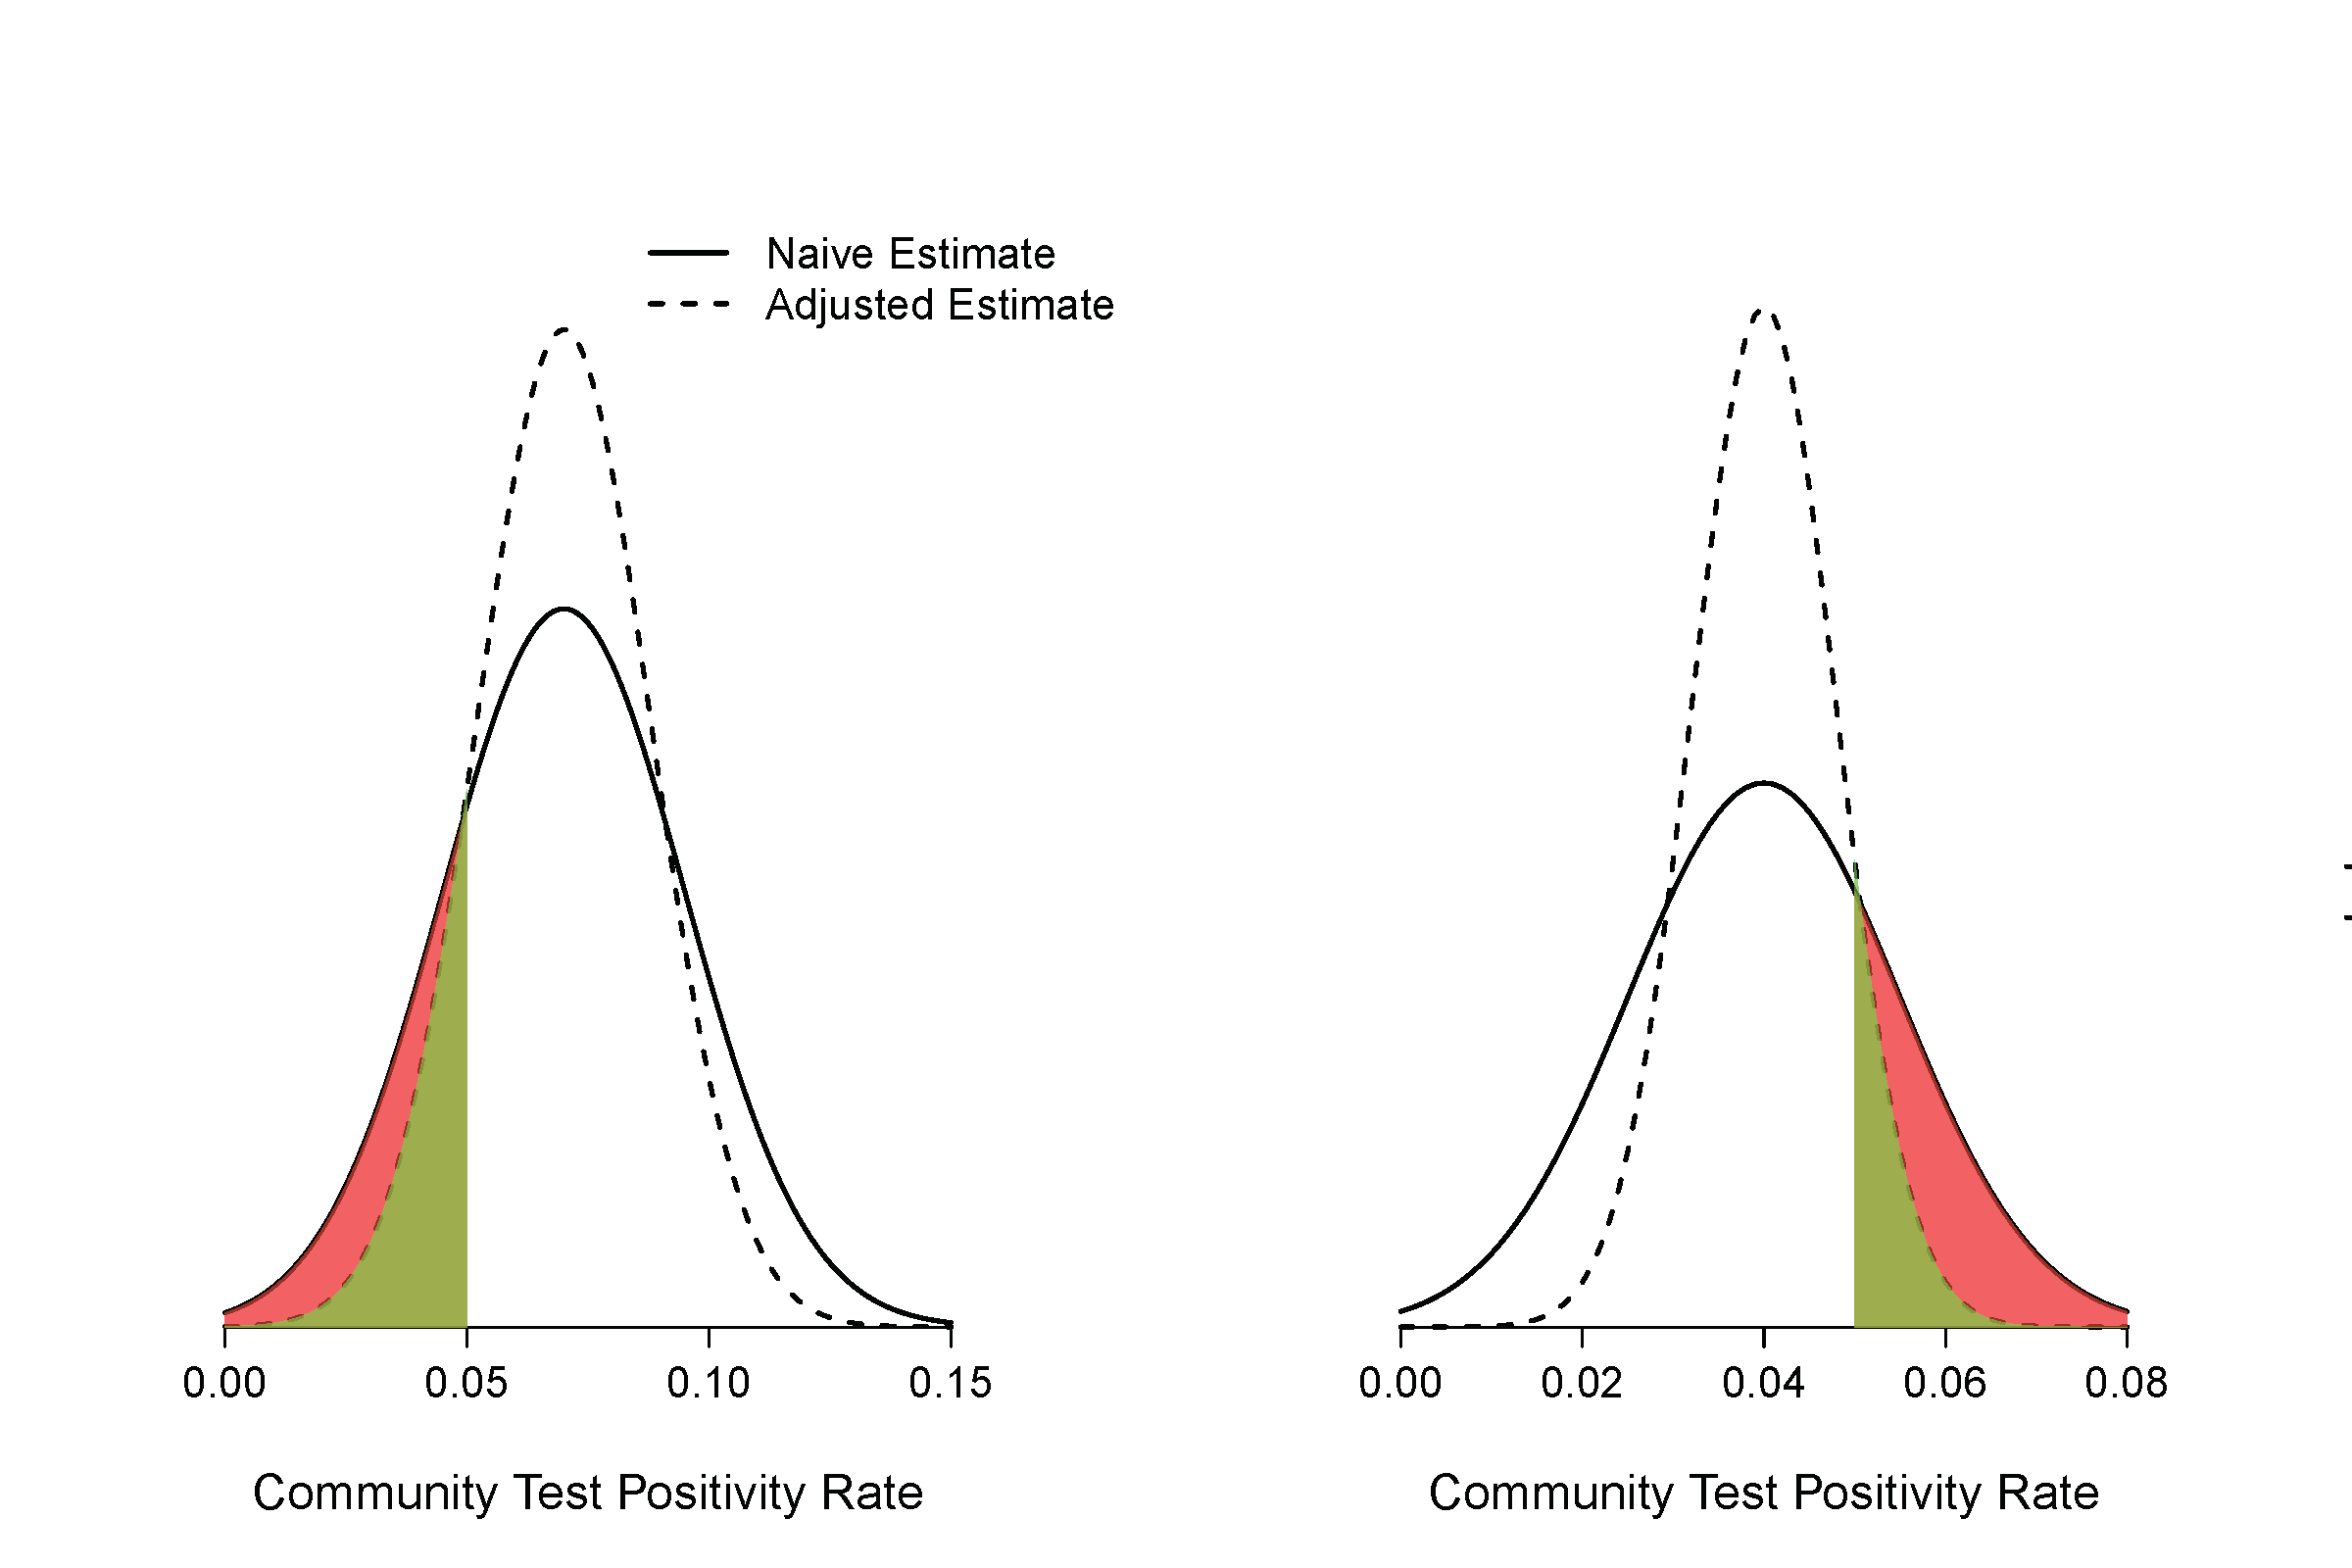 Naive Estimate
Adjusted Estimate
0.00 0.05 0.10 0.15
0.00 0.02 0.04 0.06 0.08
Community Test Positivity Rate
Community Test Positivity Rate